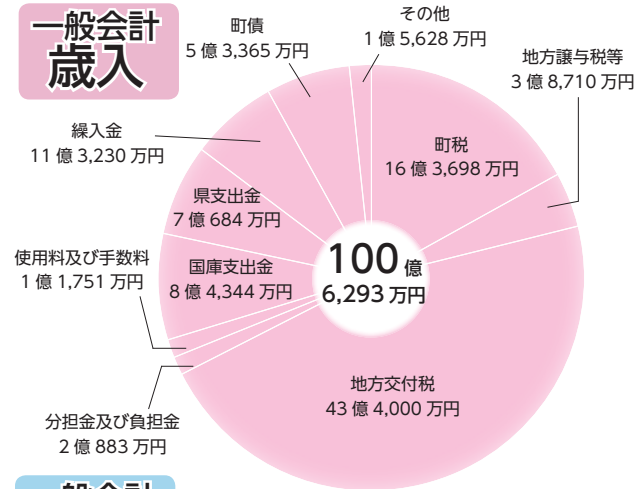 一般会計
歳入
町債
5億3,365万円
その他
1億5,628万円
地方譲与税等
3億8,710万円
繰入金
11億3,230万円
町税
16億3,698万円
県支出金
7億684万円
使用料及び手数料
1億1,751万円
国庫支出金
8億4,344万円
100億
6,293万円
地方交付税
43億4,000万円
分担金及び負担金
2億883万円
一般会計